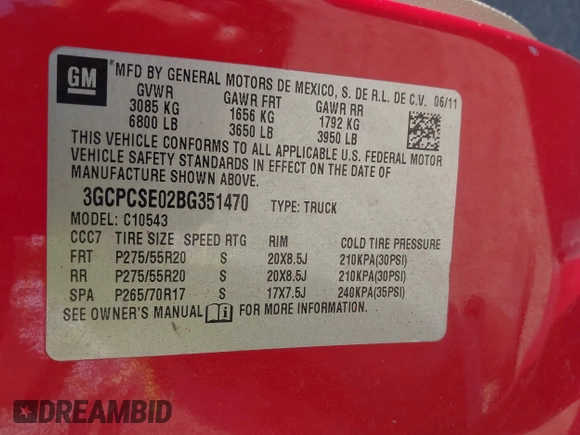 GM
*MFD BY GENERAL MOTORS DE MEXICO, S. DE R.L. DE C.V. 06/11
GVWR GAWR FRT GAWR RR
3085 KG 1656 KG 1792 KG
6800 LB 3650 LB 3950 LB
THIS VEHICLE CONFORMS TO ALL APPLICABLE U.S. FEDERAL MOTOR
VEHICLE SAFETY STANDARDS IN EFFECT ON THE DATE OF
MANUFACTURE SHOWN ABOVE.
3GCPCSE02BG351470 TYPE: TRUCK
MODEL: C10543
CCC7 TIRE SIZE SPEED RTG RIM COLD TIRE PRESSURE
FRT P275/55R20 S 20X8.5J 210KPA(30PSI)
RR P275/55R20 S 20X8.5J 210KPA(30PSI)
SPA P265/70R17 S 17X7.5J 240KPA(35PSI)
SEE OWNER'S MANUAL FOR MORE INFORMATION.
DREAMBID